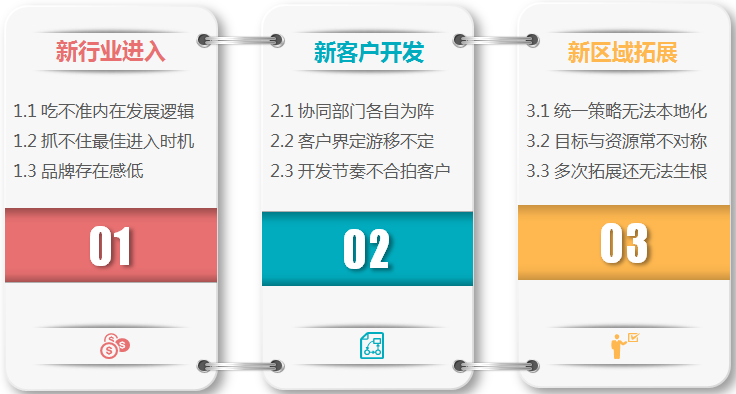 新行业进入
1.1 吃不准内在发展逻辑
1.2 抓不住最佳进入时机
1.3 品牌存在感低
01
新客户开发
2.1 协同部门各自为阵
2.2 客户界定游移不定
2.3 开发节奏不合拍客户
02
新区域拓展
3.1 统一策略无法本地化
3.2 目标与资源常不对称
3.3 多次拓展还无法生根
03